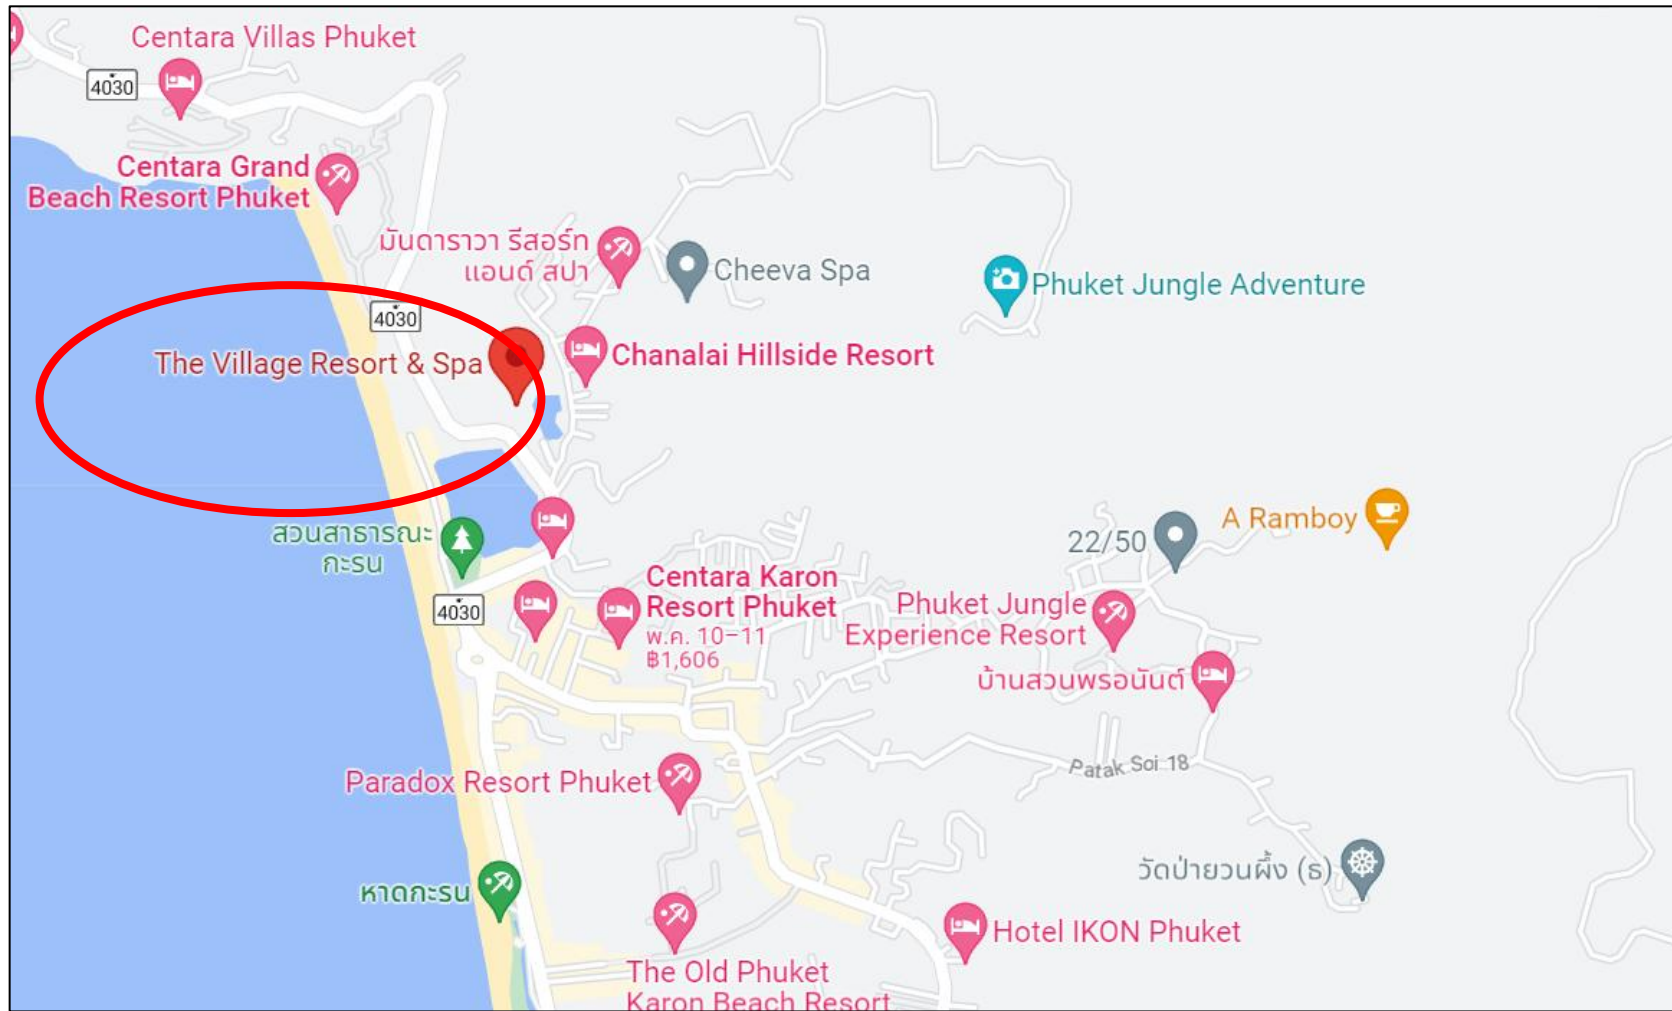 Centara Villas Phuket
4030
Centara Grand
Beach Resort Phuket
มันดาราวา รีสอร์ท
แอนด์ สปา
Cheeva Spa
Phuket Jungle Adventure
4030
The Village Resort & Spa
Chanalai Hillside Resort
สวนสาธารณะ
กะรน
22/50
A Ramboy
Centara Karon
Resort Phuket
พ.ค. 10–11
฿1,606
4030
Phuket Jungle
Experience Resort
บ้านสวนพรอนันต์
Paradox Resort Phuket
Patak Soi 18
หาดกะรน
วัดป่ายวนผึ้ง (ธ)
Hotel IKON Phuket
The Old Phuket
Karon Beach Resort